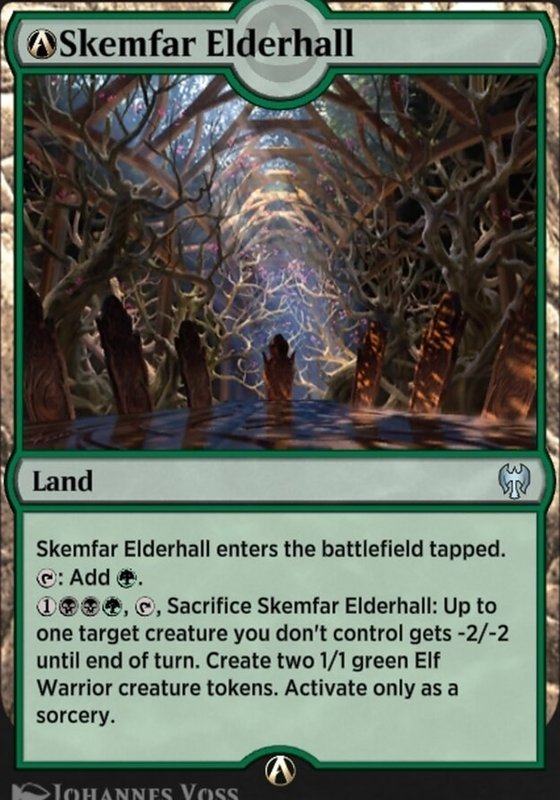 Skemfar Elderhall
Land
Skemfar Elderhall enters the battlefield tapped.
: Add .
1, , Sacrifice Skemfar Elderhall: Up to
one target creature you don't control gets -2/-2
until end of turn. Create two 1/1 green Elf
Warrior creature tokens. Activate only as a
sorcery.
Johannes Voss